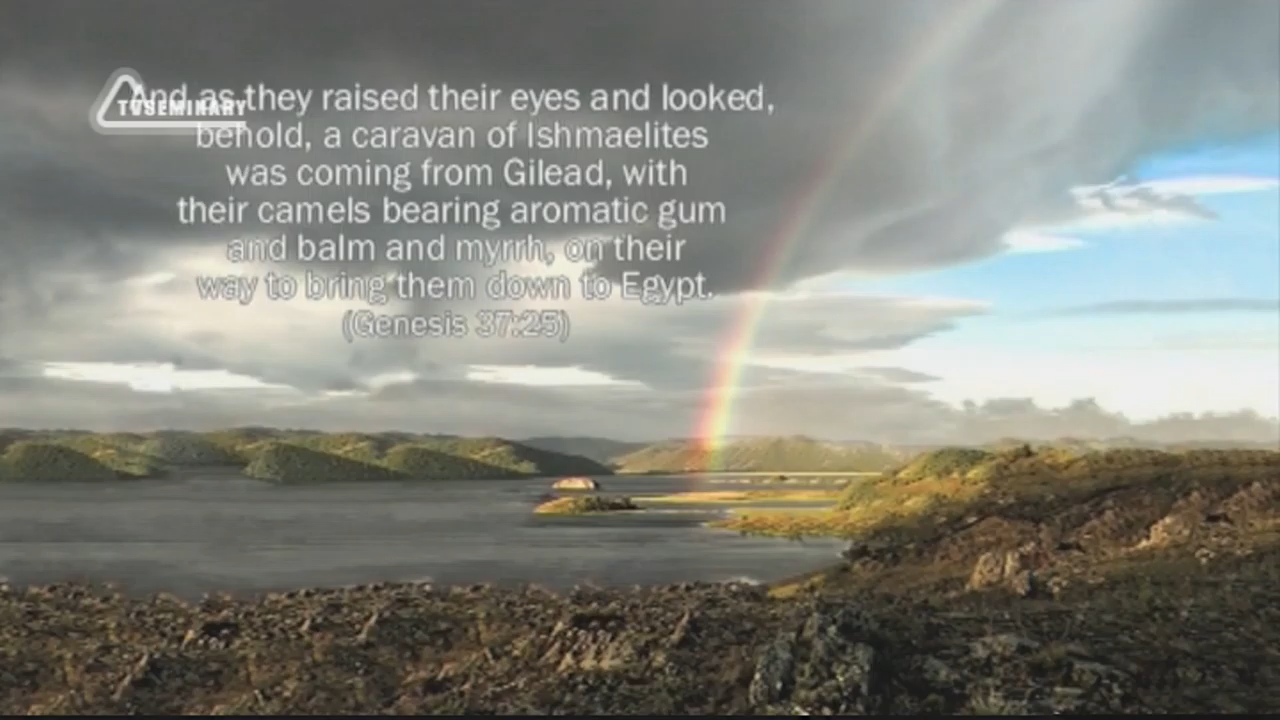 TVSEMINARY
And as they raised their eyes and looked,
behold, a caravan of Ishmaelites
was coming from Gilead, with
their camels bearing aromatic gum
and balm and myrrh, on their
way to bring them down to Egypt.
(Genesis 37:25)